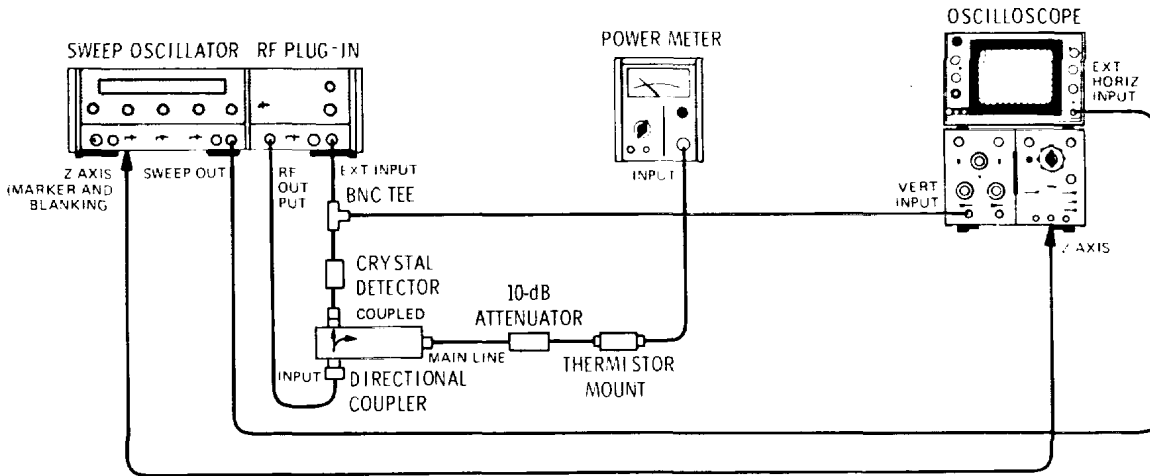 OSCILLOSCOPE
SWEEP OSCILLATOR
RF PLUG-IN
POWER METER
EXT
HORIZ
INPUT
Z AXIS
(MARKER AND
BLANKING
SWEEP OUT
RF
OUT
PUT
EXT INPUT
BNC TEE
INPUT
VERT
INPUT
Z AXIS
CRYSTAL
DETECTOR
COUPLED
10-dB
ATTENUATOR
MAIN LINE
THERMISTOR
MOUNT
INPUT
DIRECTIONAL
COUPLER